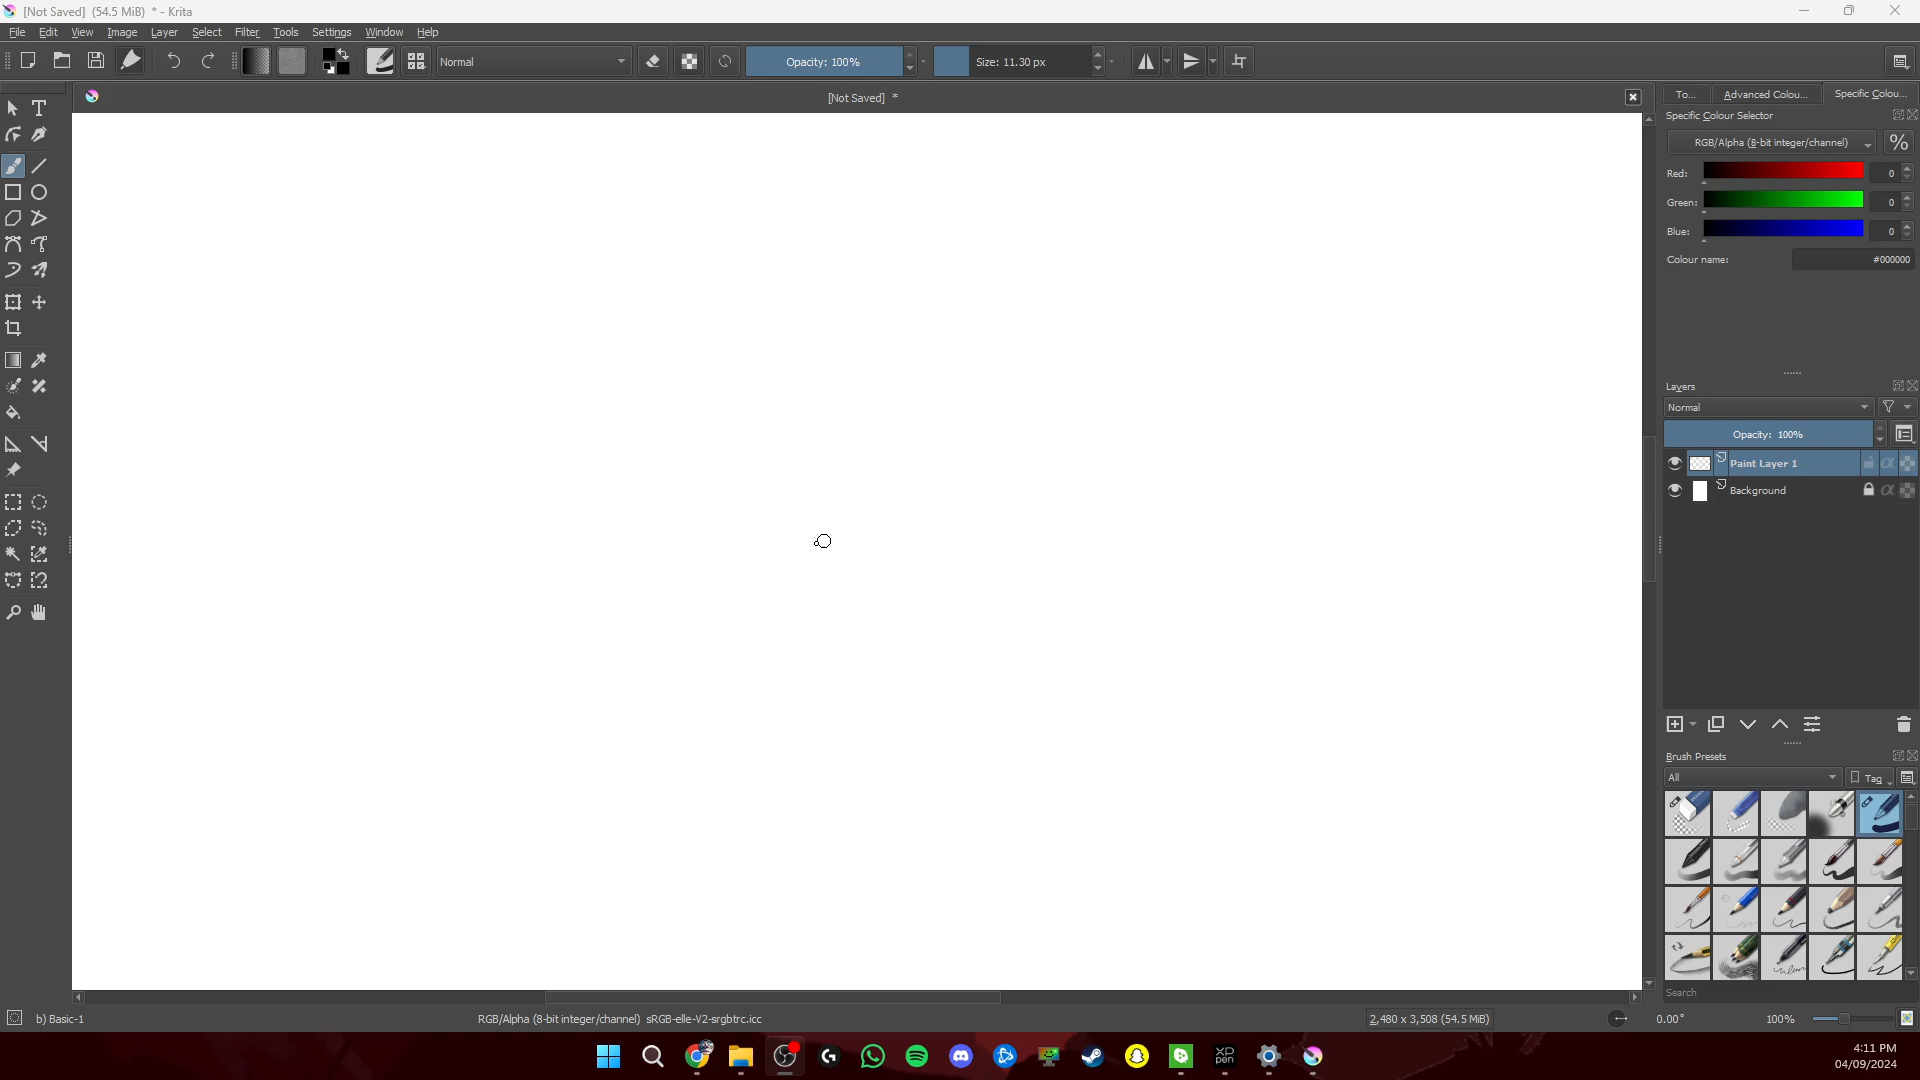 [Not Saved] (54.5 MiB) * - Krita
File Edit View Image Layer Select Filter Tools Settings Window Help
Normal
Opacity: 100%
Size: 11.30 px
[Not Saved] *
To... Advanced Colou... Specific Colou...
Specific Colour Selector
RGB/Alpha (8-bit integer/channel) %
Red: 0
Green: 0
Blue: 0
Colour name: #000000
Layers
Normal
Opacity: 100%
Paint Layer 1
Background
Brush Presets
All Tag
Search
b) Basic-1
RGB/Alpha (8-bit integer/channel) sRGB-elle-V2-srgbtrc.icc
2,480 x 3,508 (54.5 MiB)
0.00°
100%
XP
pen
4:11 PM
04/09/2024